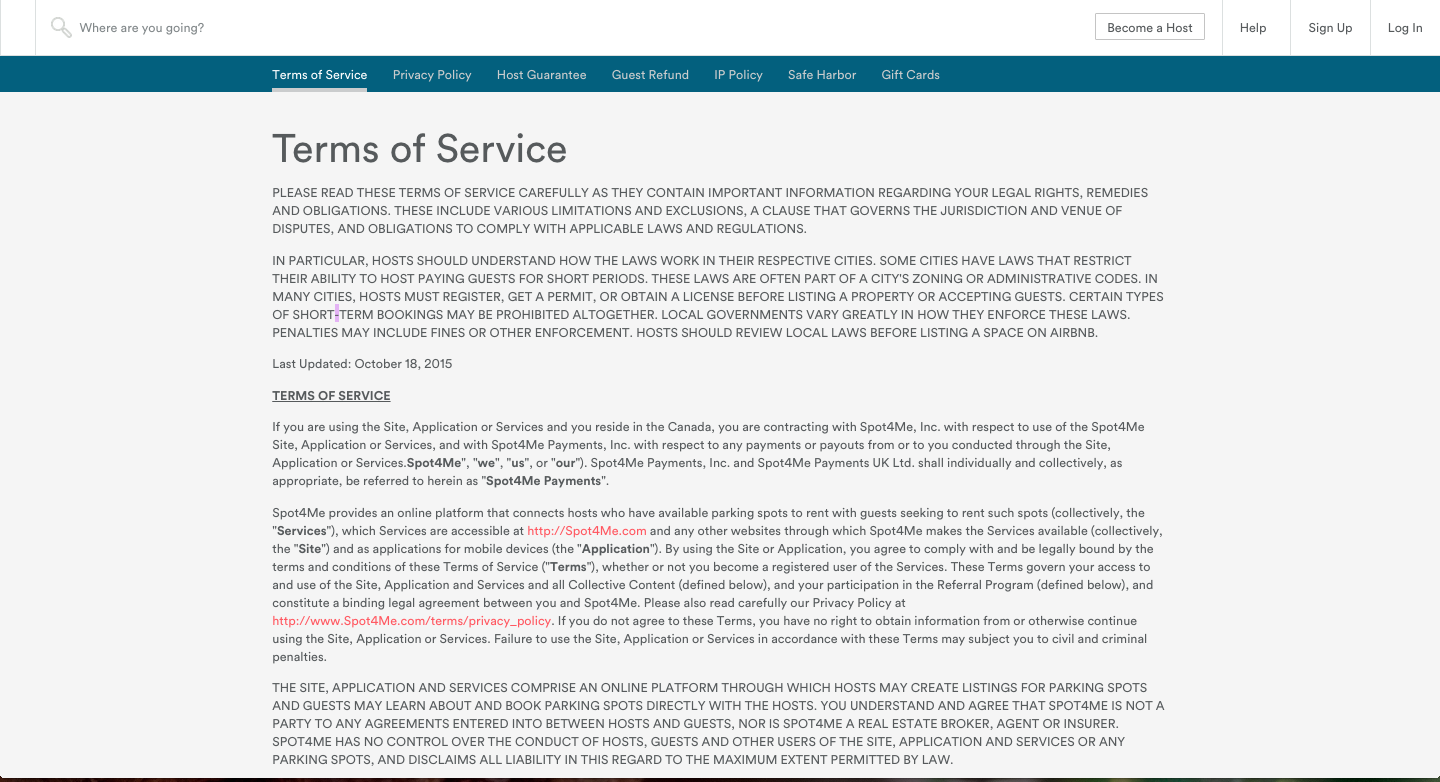 Where are you going?
Become a Host
Help
Sign Up
Log In
Terms of Service
Privacy Policy
Host Guarantee
Guest Refund
IP Policy
Safe Harbor
Gift Cards
Terms of Service
PLEASE READ THESE TERMS OF SERVICE CAREFULLY AS THEY CONTAIN IMPORTANT INFORMATION REGARDING YOUR LEGAL RIGHTS, REMEDIES
AND OBLIGATIONS. THESE INCLUDE VARIOUS LIMITATIONS AND EXCLUSIONS, A CLAUSE THAT GOVERNS THE JURISDICTION AND VENUE OF
DISPUTES, AND OBLIGATIONS TO COMPLY WITH APPLICABLE LAWS AND REGULATIONS.
IN PARTICULAR, HOSTS SHOULD UNDERSTAND HOW THE LAWS WORK IN THEIR RESPECTIVE CITIES. SOME CITIES HAVE LAWS THAT RESTRICT
THEIR ABILITY TO HOST PAYING GUESTS FOR SHORT PERIODS. THESE LAWS ARE OFTEN PART OF A CITY'S ZONING OR ADMINISTRATIVE CODES. IN
MANY CITIES, HOSTS MUST REGISTER, GET A PERMIT, OR OBTAIN A LICENSE BEFORE LISTING A PROPERTY OR ACCEPTING GUESTS. CERTAIN TYPES
OF SHORT-TERM BOOKINGS MAY BE PROHIBITED ALTOGETHER. LOCAL GOVERNMENTS VARY GREATLY IN HOW THEY ENFORCE THESE LAWS.
PENALTIES MAY INCLUDE FINES OR OTHER ENFORCEMENT. HOSTS SHOULD REVIEW LOCAL LAWS BEFORE LISTING A SPACE ON AIRBNB.
Last Updated: October 18, 2015
TERMS OF SERVICE
If you are using the Site, Application or Services and you reside in the Canada, you are contracting with Spot4Me, Inc. with respect to use of the Spot4Me
Site, Application or Services, and with Spot4Me Payments, Inc. with respect to any payments or payouts from or to you conducted through the Site,
Application or Services.Spot4Me", "we", "us", or "our"). Spot4Me Payments, Inc. and Spot4Me Payments UK Ltd. shall individually and collectively, as
appropriate, be referred to herein as "Spot4Me Payments".
Spot4Me provides an online platform that connects hosts who have available parking spots to rent with guests seeking to rent such spots (collectively, the
"Services"), which Services are accessible at http://Spot4Me.com and any other websites through which Spot4Me makes the Services available (collectively,
the "Site") and as applications for mobile devices (the "Application"). By using the Site or Application, you agree to comply with and be legally bound by the
terms and conditions of these Terms of Service ("Terms"), whether or not you become a registered user of the Services. These Terms govern your access to
and use of the Site, Application and Services and all Collective Content (defined below), and your participation in the Referral Program (defined below), and
constitute a binding legal agreement between you and Spot4Me. Please also read carefully our Privacy Policy at
http://www.Spot4Me.com/terms/privacy_policy. If you do not agree to these Terms, you have no right to obtain information from or otherwise continue
using the Site, Application or Services. Failure to use the Site, Application or Services in accordance with these Terms may subject you to civil and criminal
penalties.
THE SITE, APPLICATION AND SERVICES COMPRISE AN ONLINE PLATFORM THROUGH WHICH HOSTS MAY CREATE LISTINGS FOR PARKING SPOTS
AND GUESTS MAY LEARN ABOUT AND BOOK PARKING SPOTS DIRECTLY WITH THE HOSTS. YOU UNDERSTAND AND AGREE THAT SPOT4ME IS NOT A
PARTY TO ANY AGREEMENTS ENTERED INTO BETWEEN HOSTS AND GUESTS, NOR IS SPOT4ME A REAL ESTATE BROKER, AGENT OR INSURER.
SPOT4ME HAS NO CONTROL OVER THE CONDUCT OF HOSTS, GUESTS AND OTHER USERS OF THE SITE, APPLICATION AND SERVICES OR ANY
PARKING SPOTS, AND DISCLAIMS ALL LIABILITY IN THIS REGARD TO THE MAXIMUM EXTENT PERMITTED BY LAW.